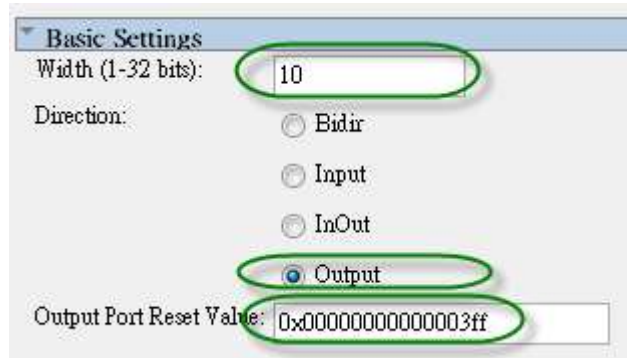 Basic Settings
Width (1-32 bits): 10
Direction:
Bidir
Input
InOut
Output
Output Port Reset Value: 0x00000000000003ff